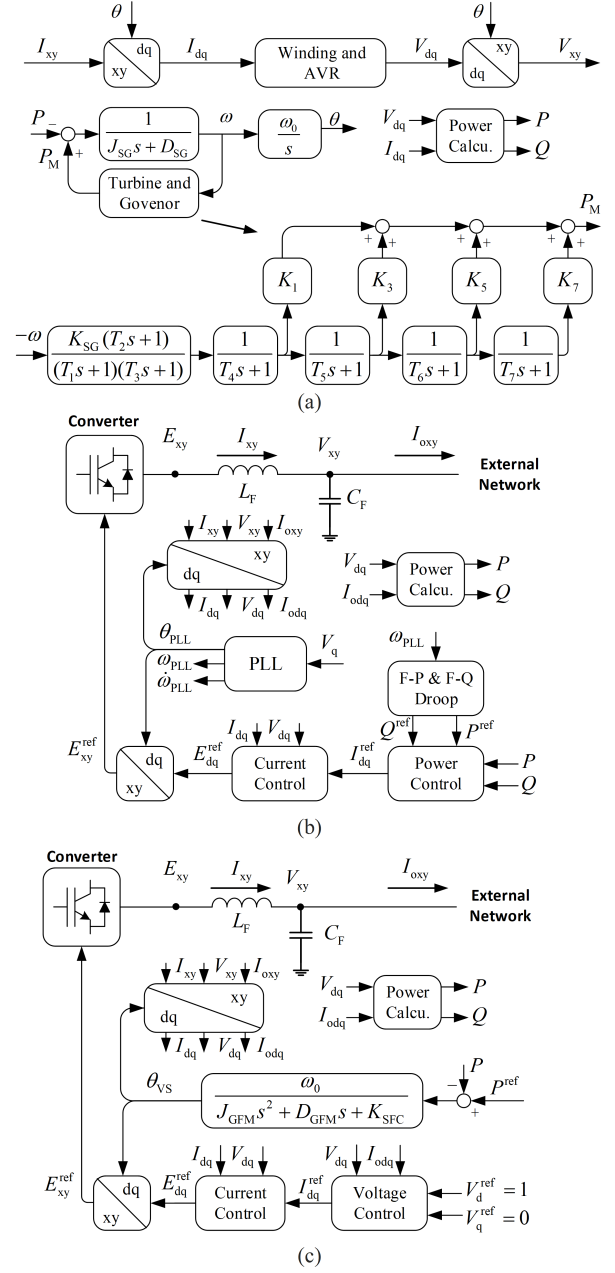 θ θ
I_xy dq xy I_dq Winding and AVR V_dq xy dq V_xy
P − P_M + 1 / (J_SG s + D_SG) ω ω_0 / s θ
V_dq I_dq Power Calcu. P Q
Turbine and Govenor
P_M
+ + + + + +
K_1 K_3 K_5 K_7
−ω K_SG (T_2 s+1) / (T_1 s+1)(T_3 s+1) 1 / (T_4 s+1) 1 / (T_5 s+1) 1 / (T_6 s+1) 1 / (T_7 s+1)
(a)
Converter
E_xy I_xy V_xy I_oxy
L_F C_F
External
Network
I_xy V_xy I_oxy
xy
dq
I_dq V_dq I_odq
V_dq I_odq Power Calcu. P Q
θ_PLL
ω_PLL
ω̇_PLL
PLL V_q
ω_PLL
F-P & F-Q
Droop
Q^ref P^ref
E_xy^ref dq xy E_dq^ref
I_dq V_dq
Current
Control
I_dq^ref
Power
Control
P
Q
(b)
Converter
E_xy I_xy V_xy I_oxy
L_F C_F
External
Network
I_xy V_xy I_oxy
xy
dq
I_dq V_dq I_odq
V_dq I_odq Power Calcu. P Q
θ_VS ω_0 / (J_GFM s^2 + D_GFM s + K_SFC) − P + P^ref
E_xy^ref dq xy E_dq^ref
I_dq V_dq
Current
Control
I_dq^ref
V_dq I_odq
Voltage
Control
V_d^ref = 1
V_q^ref = 0
(c)